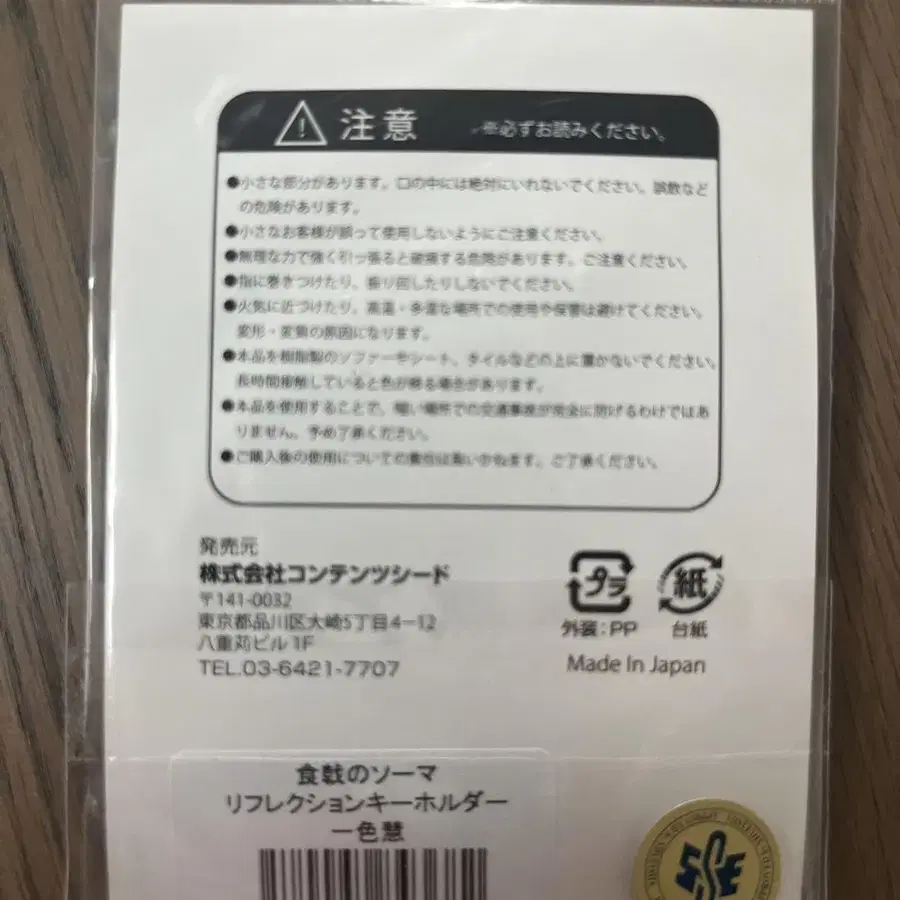 注意 ※必ずお読みください。
●小さな部分があります。口の中には絶対にいれないでください。誤飲など
の危険があります。
●小さなお客様が誤って使用しないようにご注意ください。
●無理な力で強く引っ張ると破損する危険があります。ご注意ください。
●指に巻きつけたり、振り回したりしないでください。
●火気に近づけたり、高温・多湿な場所での使用や保管は避けてください。
変形・変質の原因になります。
●本品を樹脂製のソファーやシート、タイルなどの上に置かないでください。
長時間接触していると色が移る場合があります。
●本品を使用することで、暗い場所での交通事故が完全に防げるわけではあ
りません。予めご了承ください。
●ご購入後の使用についての責任は負いかねます。ご了承ください。
発売元
株式会社コンテンツシード
〒141-0032
東京都品川区大崎5丁目4-12
八重苅ビル1F
TEL.03-6421-7707
プラ
外装:PP
紙
台紙
Made In Japan
食戟のソーマ
リフレクションキーホルダー
一色慧